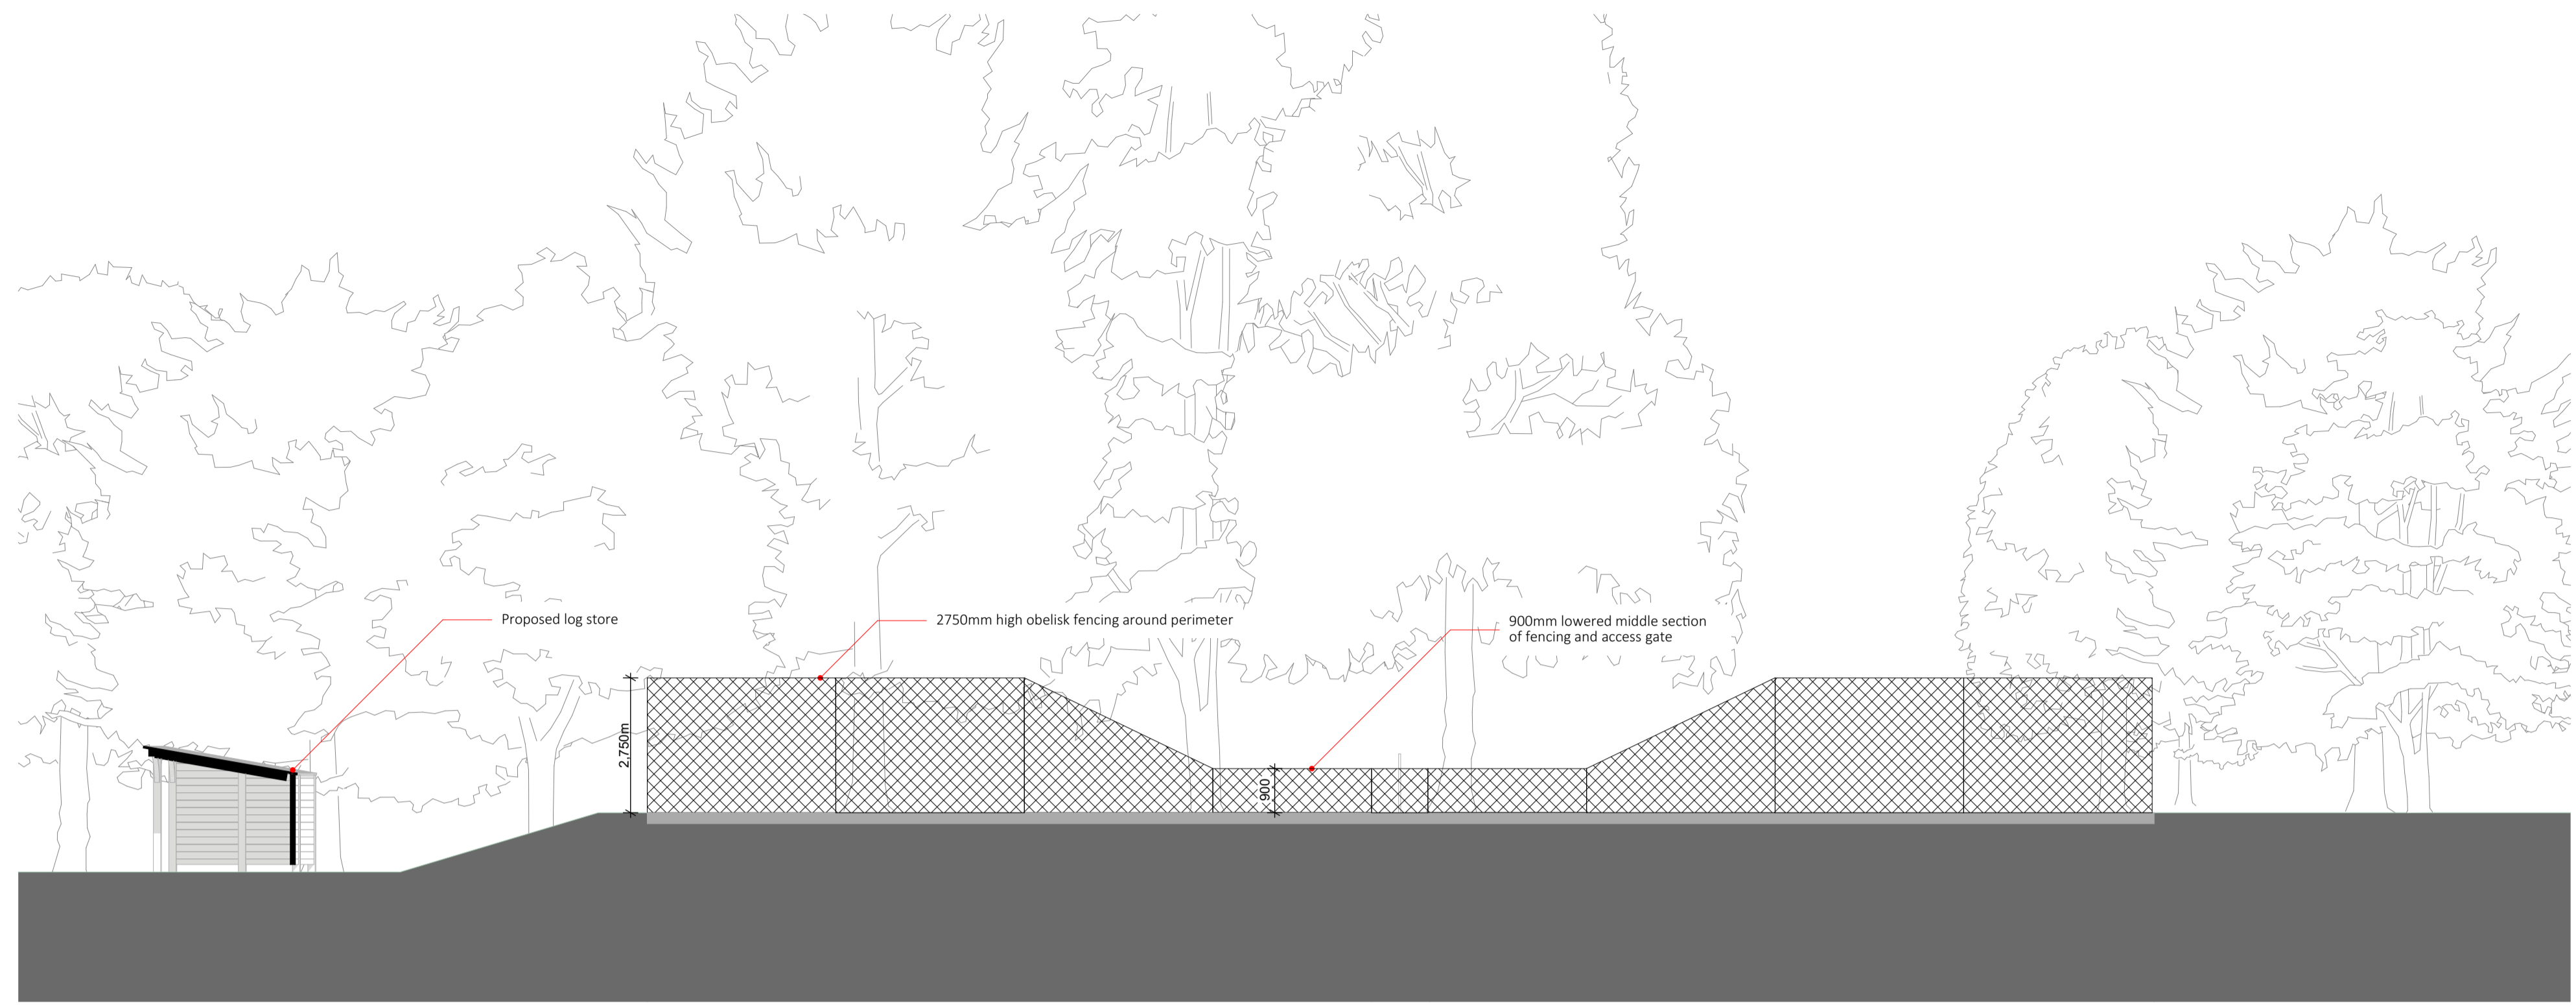 Proposed log store
2750mm high obelisk fencing around perimeter
900mm lowered middle section
of fencing and access gate
2,750m
900